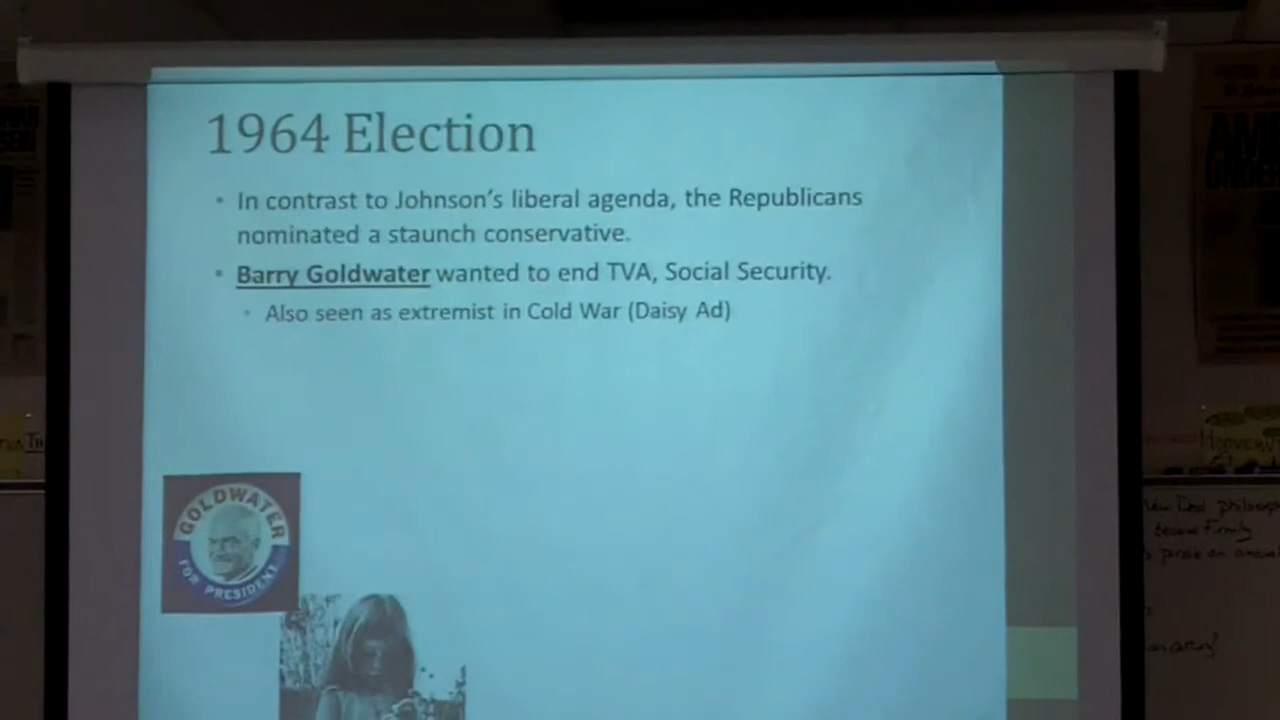 1964 Election
• In contrast to Johnson's liberal agenda, the Republicans
nominated a staunch conservative.
• Barry Goldwater wanted to end TVA, Social Security.
• Also seen as extremist in Cold War (Daisy Ad)
GOLDWATER
FOR PRESIDENT